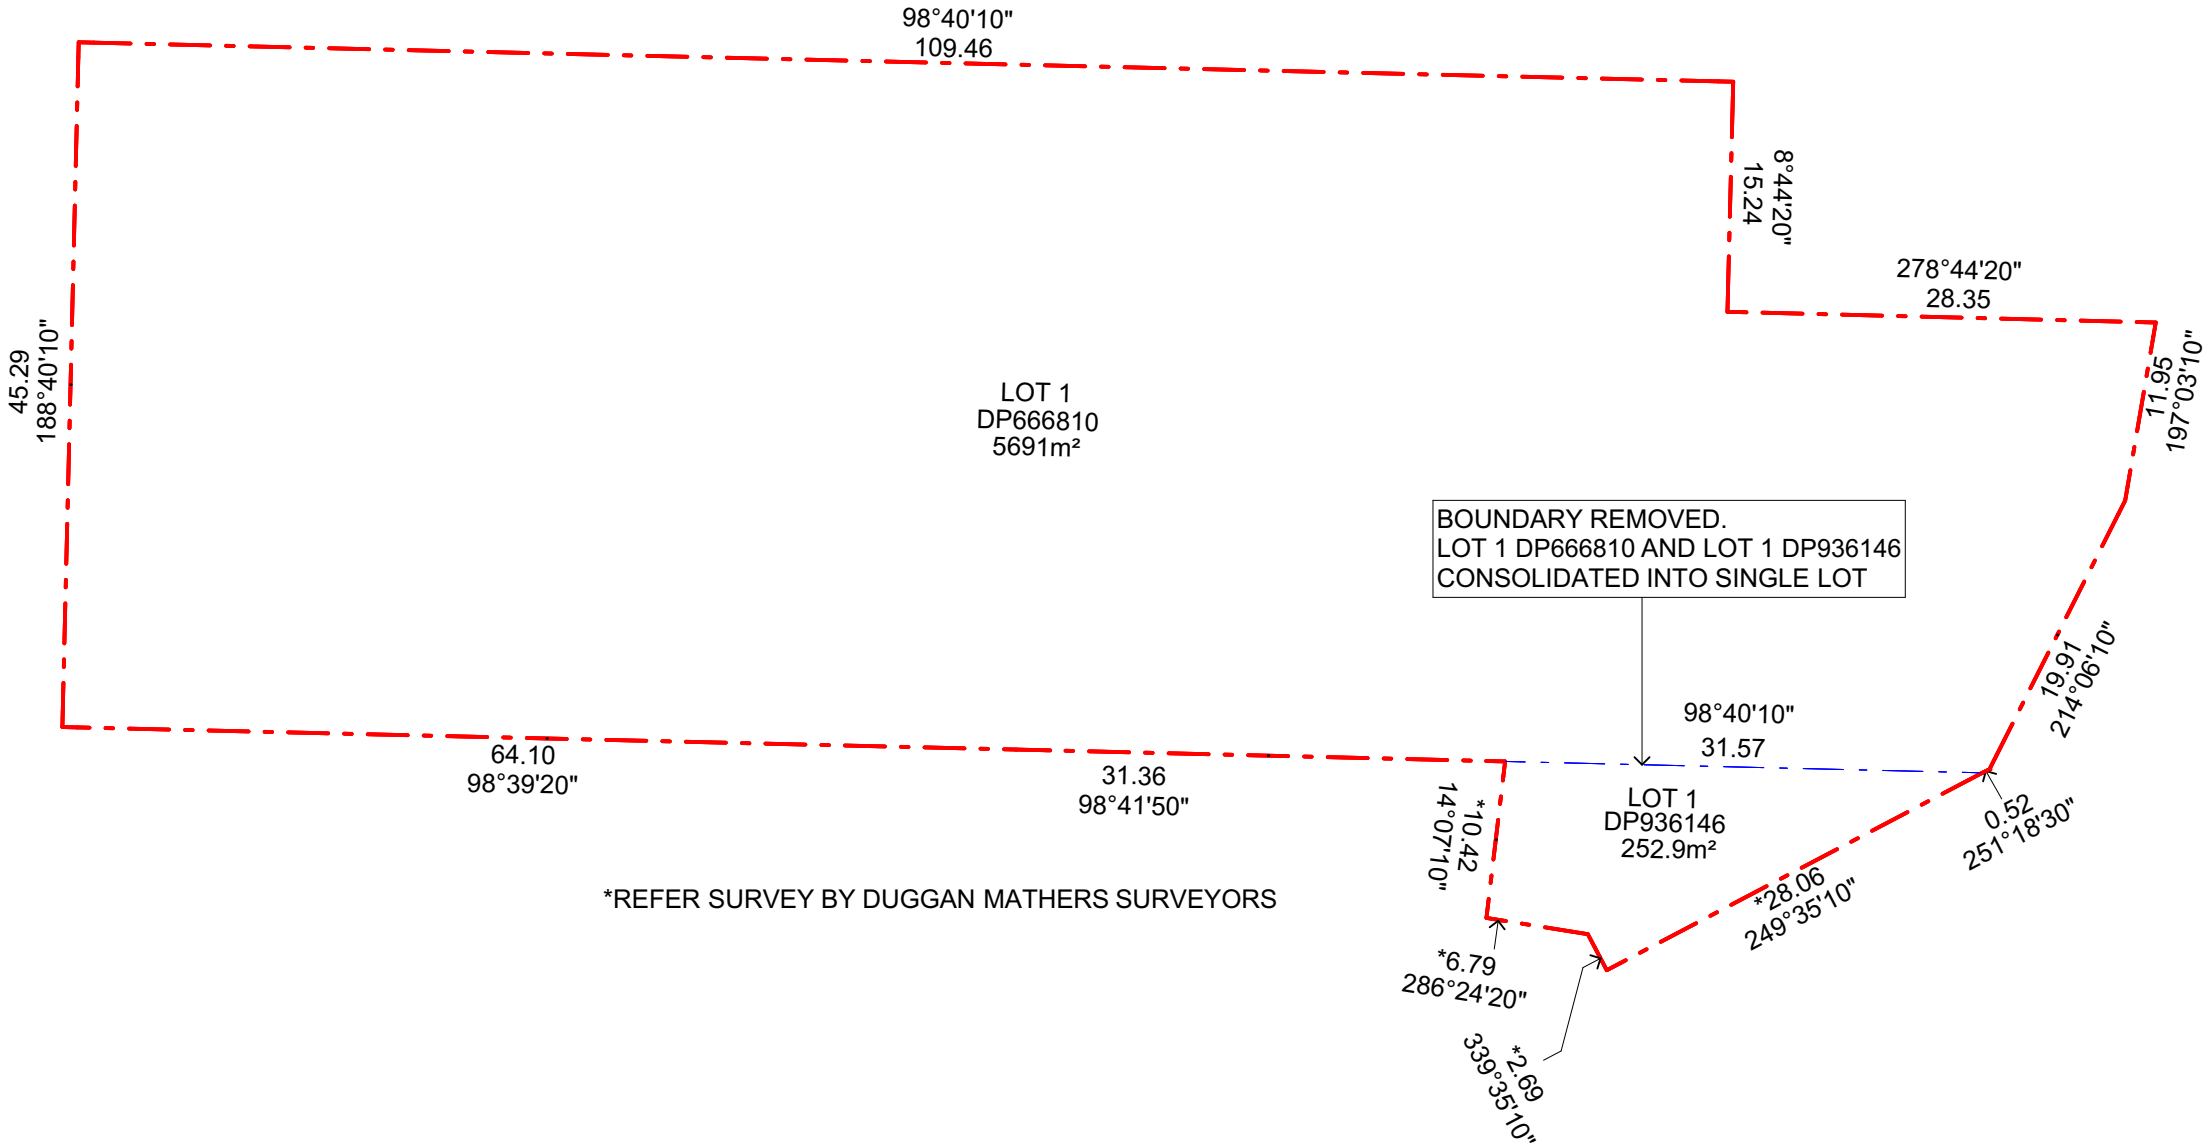 98°40'10"
109.46
8°44'20"
15.24
278°44'20"
28.35
45.29
188°40'10"
11.95
197°03'10"
LOT 1
DP666810
5691m²
BOUNDARY REMOVED.
LOT 1 DP666810 AND LOT 1 DP936146
CONSOLIDATED INTO SINGLE LOT
19.91
214°06'10"
98°40'10"
31.57
64.10
98°39'20"
31.36
98°41'50"
*10.42
14°07'10"
LOT 1
DP936146
252.9m²
0.52
251°18'30"
*28.06
249°35'10"
*REFER SURVEY BY DUGGAN MATHERS SURVEYORS
*6.79
286°24'20"
*2.69
339°35'10"